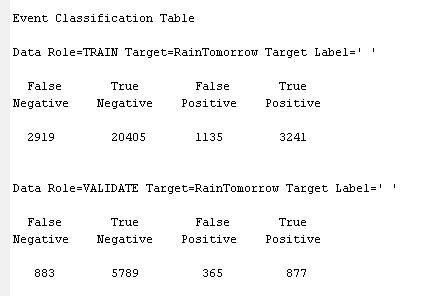 Event Classification Table
Data Role=TRAIN Target=RainTomorrow Target Label=' '
False True False True
Negative Negative Positive Positive
2919 20405 1135 3241
Data Role=VALIDATE Target=RainTomorrow Target Label=' '
False True False True
Negative Negative Positive Positive
883 5789 365 877